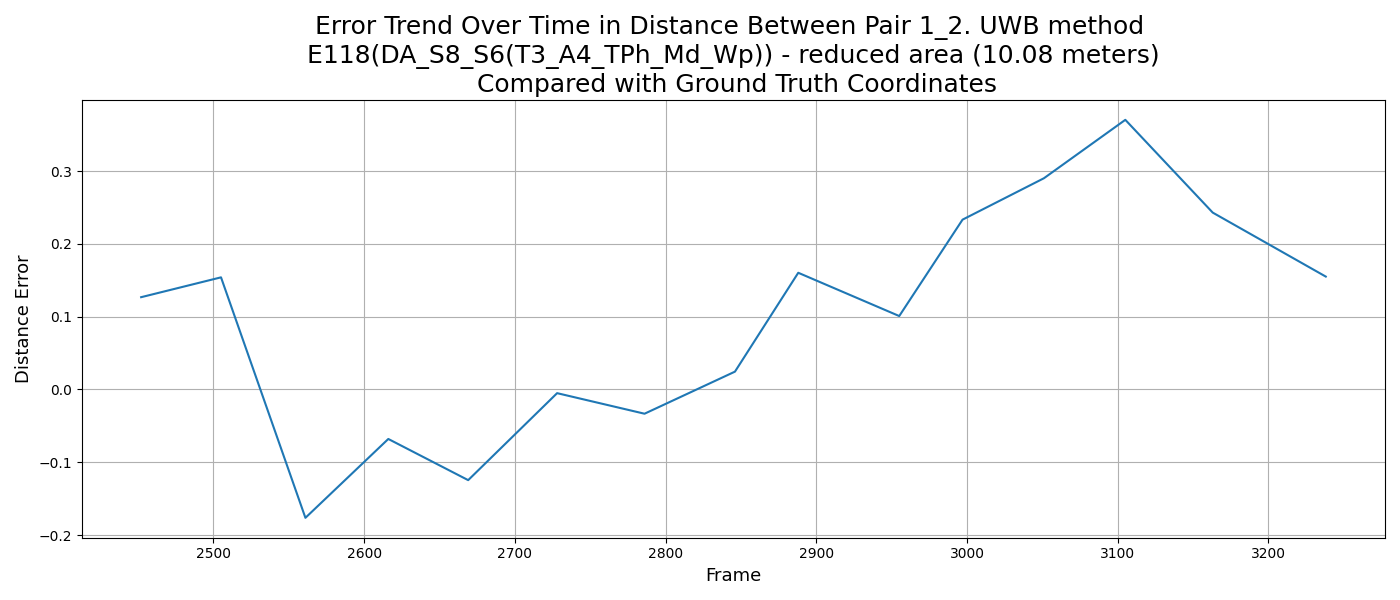 Error Trend Over Time in Distance Between Pair 1_2. UWB method
E118(DA_S8_S6(T3_A4_TPh_Md_Wp)) - reduced area (10.08 meters)
Compared with Ground Truth Coordinates
Distance Error
0.3
0.2
0.1
0.0
−0.1
−0.2
2500 2600 2700 2800 2900 3000 3100 3200
Frame